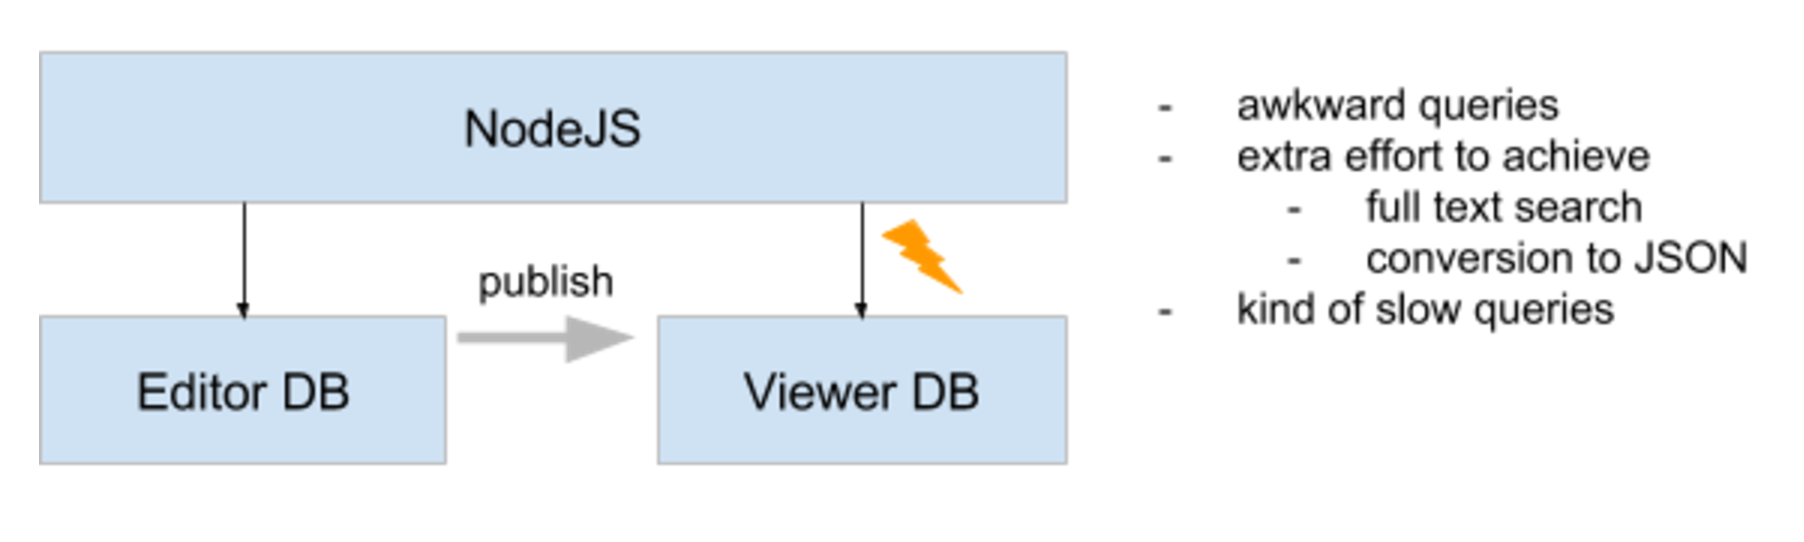 NodeJS
publish
Editor DB
Viewer DB
- awkward queries
- extra effort to achieve
- full text search
- conversion to JSON
- kind of slow queries